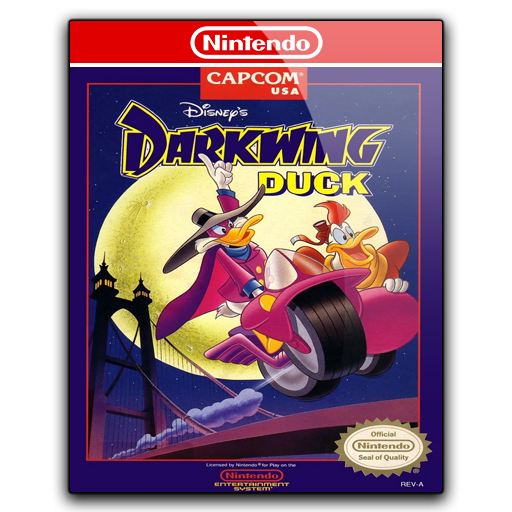 Nintendo
CAPCOM®
USA
Disney's
DARKWING
DUCK
Official
Nintendo
Seal of Quality
Licensed by Nintendo® for Play on the
Nintendo
ENTERTAINMENT
SYSTEM®
REV-A